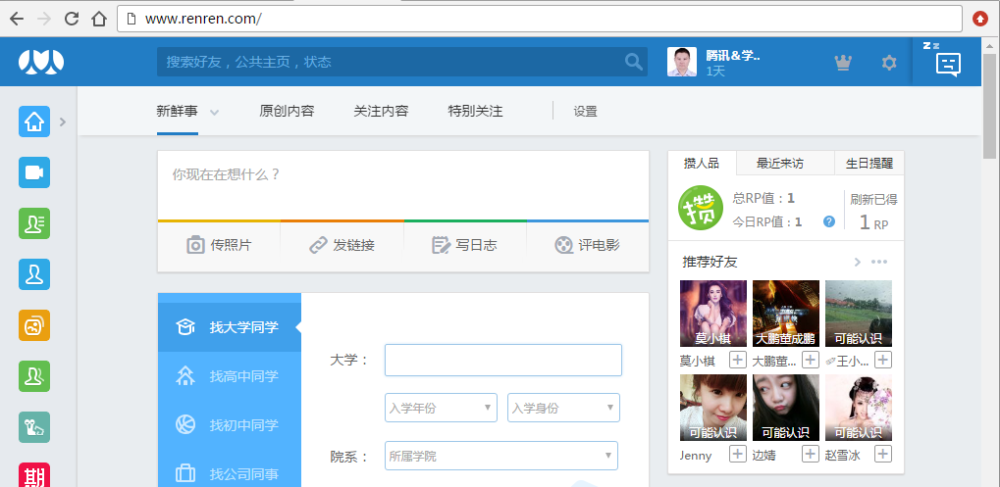 www.renren.com/
搜索好友，公共主页，状态
腾讯&学..
1天
z z
新鲜事 原创内容 关注内容 特别关注 设置
你现在在想什么？
传照片 发链接 写日志 评电影
攒人品 最近来访 生日提醒
攒
总RP值：1
今日RP值：1 ?
刷新已得
1 RP
推荐好友
莫小棋 大鹏董成鹏 可能认识
莫小棋 大鹏董... 王小...
可能认识 可能认识 可能认识
Jenny 边婧 赵雪冰
找大学同学
找高中同学
找初中同学
找公司同事
大学：
入学年份 入学身份
院系： 所属学院
期